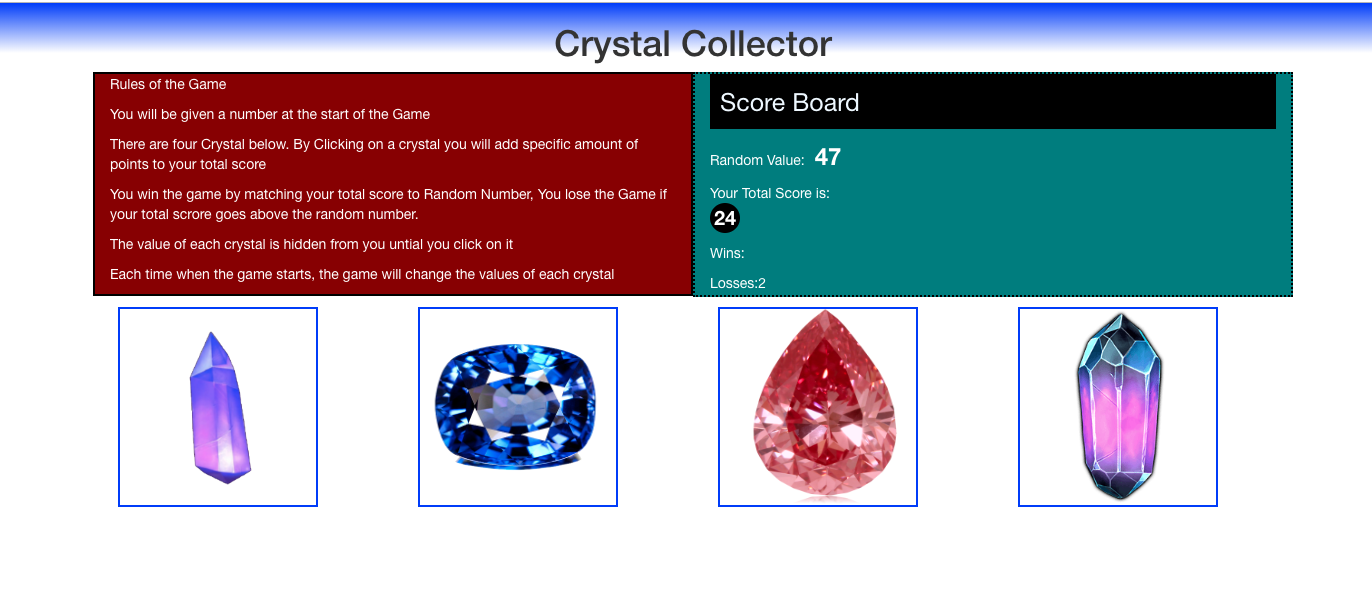 Crystal Collector
Rules of the Game
You will be given a number at the start of the Game
There are four Crystal below. By Clicking on a crystal you will add specific amount of
points to your total score
You win the game by matching your total score to Random Number, You lose the Game if
your total scrore goes above the random number.
The value of each crystal is hidden from you untial you click on it
Each time when the game starts, the game will change the values of each crystal
Score Board
Random Value: 47
Your Total Score is:
24
Wins:
Losses:2